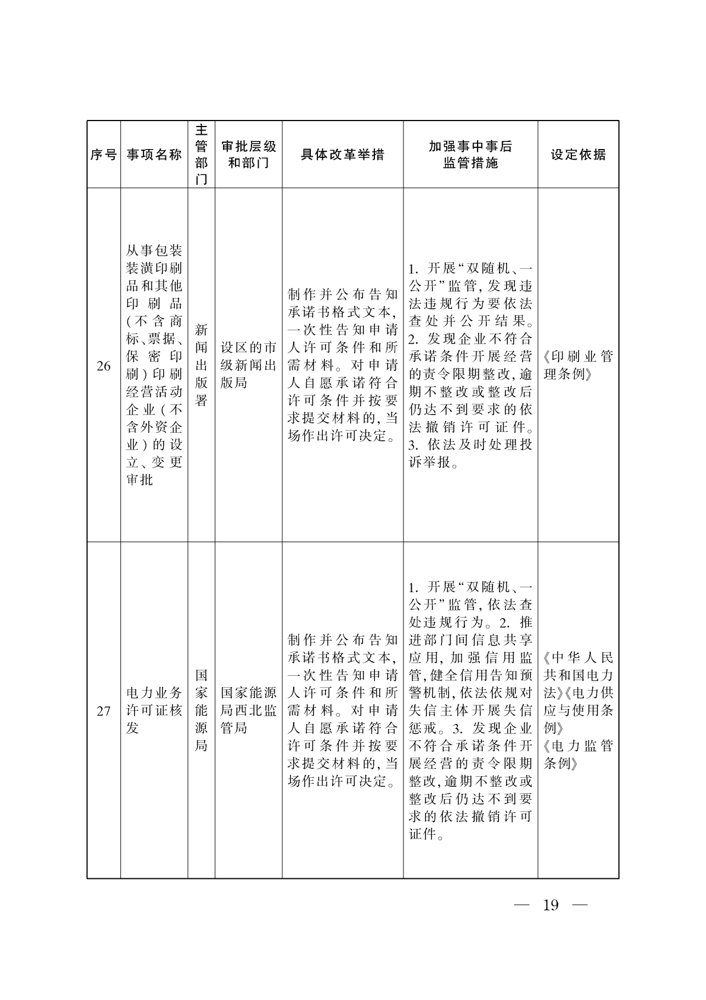 序号
事项名称
主
管
部
门
审批层级
和部门
具体改革举措
加强事中事后
监管措施
设定依据
26
从事包装
装潢印刷
品和其他
印刷品
(不含商
标、票据、
保密印
刷)印刷
经营活动
企业(不
含外资企
业)的设
立、变更
审批
新
闻
出
版
署
设区的市
级新闻出
版局
制作并公布告知
承诺书格式文本,
一次性告知申请
人许可条件和所
需材料。对申请
人自愿承诺符合
许可条件并按要
求提交材料的,当
场作出许可决定。
1. 开展“双随机、一
公开”监管,发现违
法违规行为要依法
查处并公开结果。
2. 发现企业不符合
承诺条件开展经营
的责令限期整改,逾
期不整改或整改后
仍达不到要求的依
法撤销许可证件。
3. 依法及时处理投
诉举报。
《印刷业管
理条例》
27
电力业务
许可证核
发
国
家
能
源
局
国家能源
局西北监
管局
制作并公布告知
承诺书格式文本,
一次性告知申请
人许可条件和所
需材料。对申请
人自愿承诺符合
许可条件并按要
求提交材料的,当
场作出许可决定。
1. 开展“双随机、一
公开”监管,依法查
处违规行为。2. 推
进部门间信息共享
应用,加强信用监
管,健全信用告知预
警机制,依法依规对
失信主体开展失信
惩戒。3. 发现企业
不符合承诺条件开
展经营的责令限期
整改,逾期不整改或
整改后仍达不到要
求的依法撤销许可
证件。
《中华人民
共和国电力
法》《电力供
应与使用条
例》
《电力监管
条例》
— 19 —